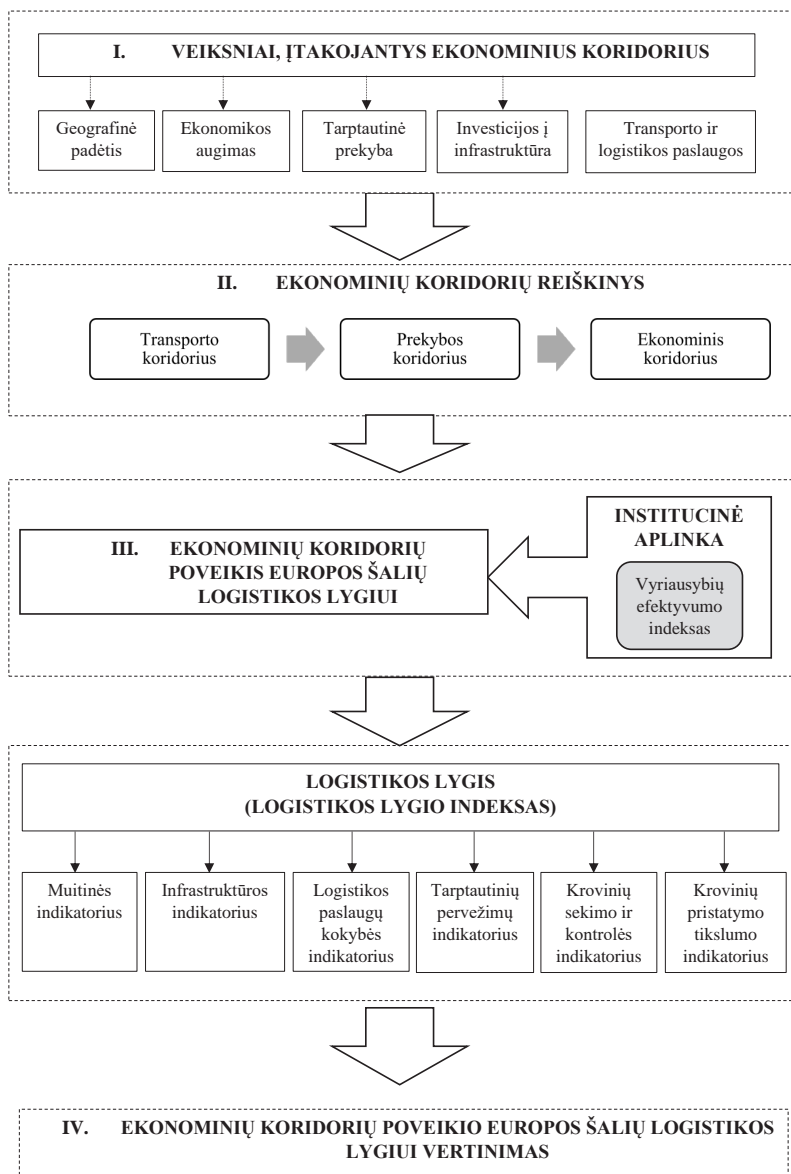 I. VEIKSNIAI, ĮTAKOJANTYS EKONOMINIUS KORIDORIUS
Geografinė
padėtis
Ekonomikos
augimas
Tarptautinė
prekyba
Investicijos į
infrastruktūra
Transporto ir
logistikos paslaugos
II. EKONOMINIŲ KORIDORIŲ REIŠKINYS
Transporto
koridorius
Prekybos
koridorius
Ekonominis
koridorius
III. EKONOMINIŲ KORIDORIŲ
POVEIKIS EUROPOS ŠALIŲ
LOGISTIKOS LYGIUI
INSTITUCINĖ
APLINKA
Vyriausybių
efektyvumo
indeksas
LOGISTIKOS LYGIS
(LOGISTIKOS LYGIO INDEKSAS)
Muitinės
indikatorius
Infrastruktūros
indikatorius
Logistikos
paslaugų
kokybės
indikatorius
Tarptautinių
pervežimų
indikatorius
Krovinių
sekimo ir
kontrolės
indikatorius
Krovinių
pristatymo
tikslumo
indikatorius
IV. EKONOMINIŲ KORIDORIŲ POVEIKIO EUROPOS ŠALIŲ LOGISTIKOS
LYGIUI VERTINIMAS